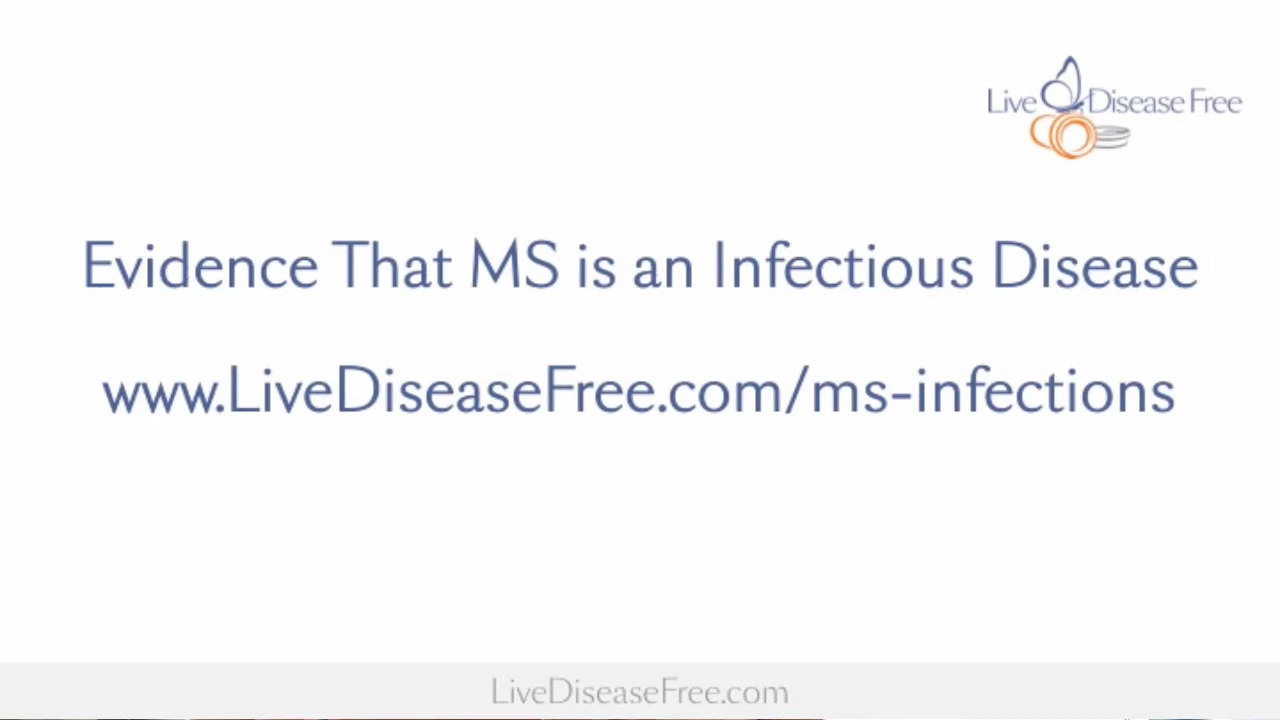 Live Disease Free
Evidence That MS is an Infectious Disease
www.LiveDiseaseFree.com/ms-infections
LiveDiseaseFree.com